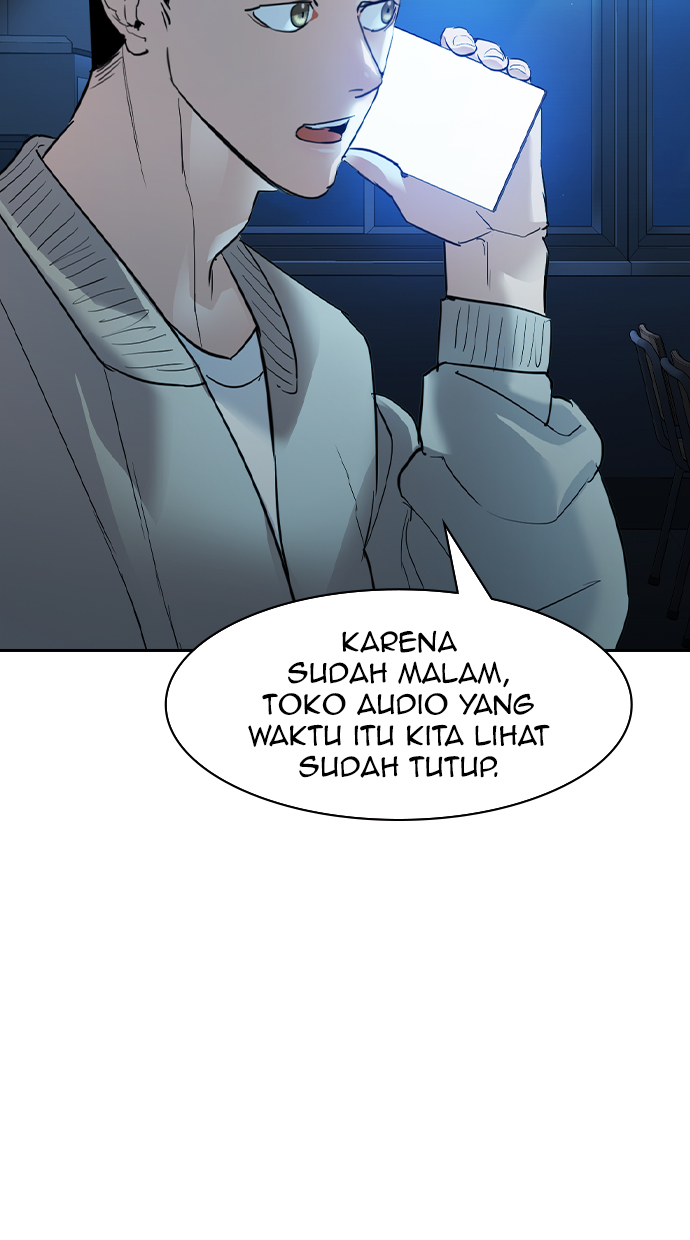 KARENA
SUDAH MALAM,
TOKO AUDIO YANG
WAKTU ITU KITA LIHAT
SUDAH TUTUP.